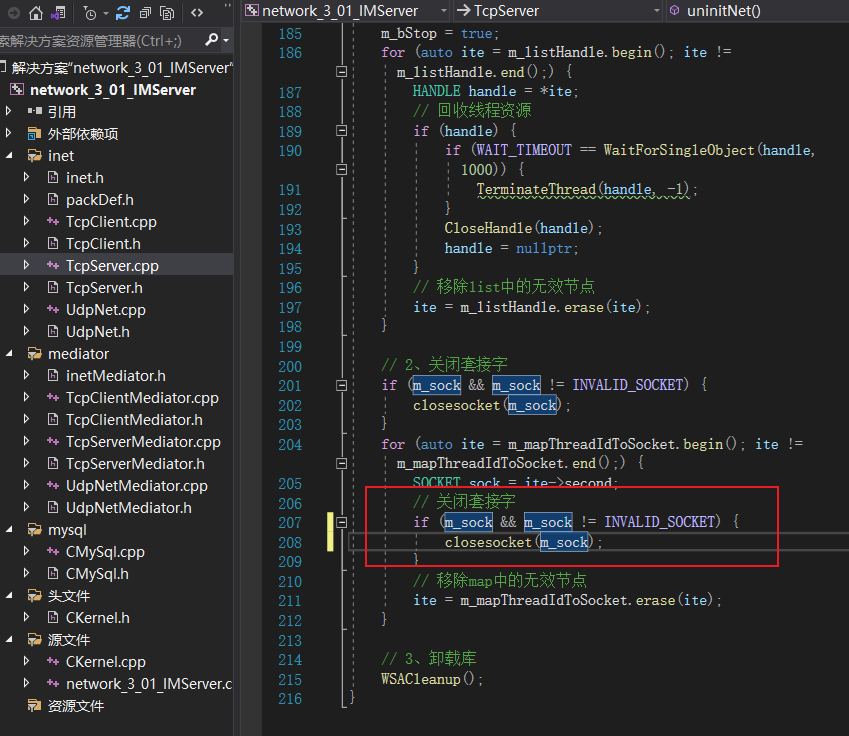 network_3_01_IMServer
TcpServer
uninitNet()
索解决方案资源管理器(Ctrl+;)
解决方案"network_3_01_IMServer"
network_3_01_IMServer
引用
外部依赖项
inet
inet.h
packDef.h
TcpClient.cpp
TcpClient.h
TcpServer.cpp
TcpServer.h
UdpNet.cpp
UdpNet.h
mediator
inetMediator.h
TcpClientMediator.cpp
TcpClientMediator.h
TcpServerMediator.cpp
TcpServerMediator.h
UdpNetMediator.cpp
UdpNetMediator.h
mysql
CMySql.cpp
CMySql.h
头文件
CKernel.h
源文件
CKernel.cpp
network_3_01_IMServer.c
资源文件
185 m_bStop = true;
186 for (auto ite = m_listHandle.begin(); ite !=
m_listHandle.end();) {
187 HANDLE handle = *ite;
188 // 回收线程资源
189 if (handle) {
190 if (WAIT_TIMEOUT == WaitForSingleObject(handle,
1000)) {
191 TerminateThread(handle, -1);
192 }
193 CloseHandle(handle);
194 handle = nullptr;
195 }
196 // 移除list中的无效节点
197 ite = m_listHandle.erase(ite);
198 }
199
200 // 2、关闭套接字
201 if (m_sock && m_sock != INVALID_SOCKET) {
202 closesocket(m_sock);
203 }
204 for (auto ite = m_mapThreadIdToSocket.begin(); ite !=
m_mapThreadIdToSocket.end();) {
205 SOCKET sock = ite->second;
206 // 关闭套接字
207 if (m_sock && m_sock != INVALID_SOCKET) {
208 closesocket(m_sock);
209 }
210 // 移除map中的无效节点
211 ite = m_mapThreadIdToSocket.erase(ite);
212 }
213
214 // 3、卸载库
215 WSACleanup();
216 }